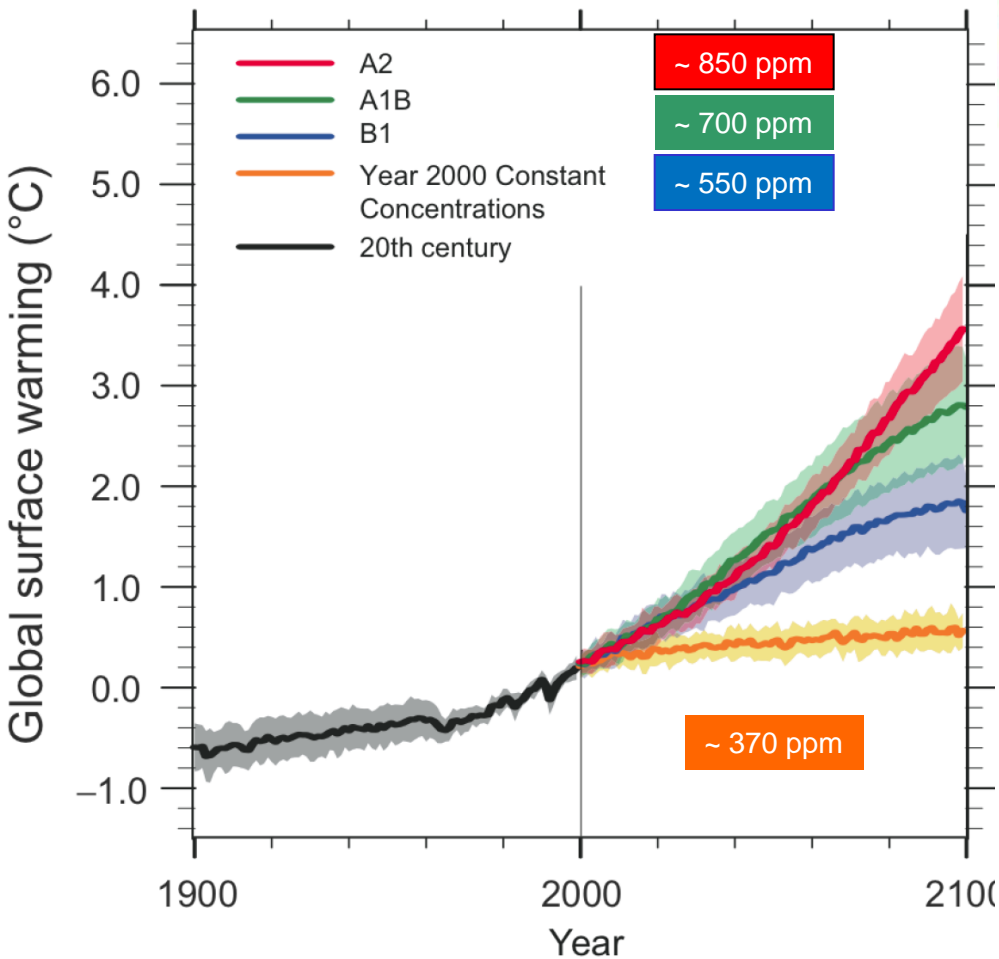 A2
A1B
B1
Year 2000 Constant
Concentrations
20th century
~ 850 ppm
~ 700 ppm
~ 550 ppm
~ 370 ppm
Global surface warming (°C)
6.0
5.0
4.0
3.0
2.0
1.0
0.0
−1.0
1900
2000
2100
Year